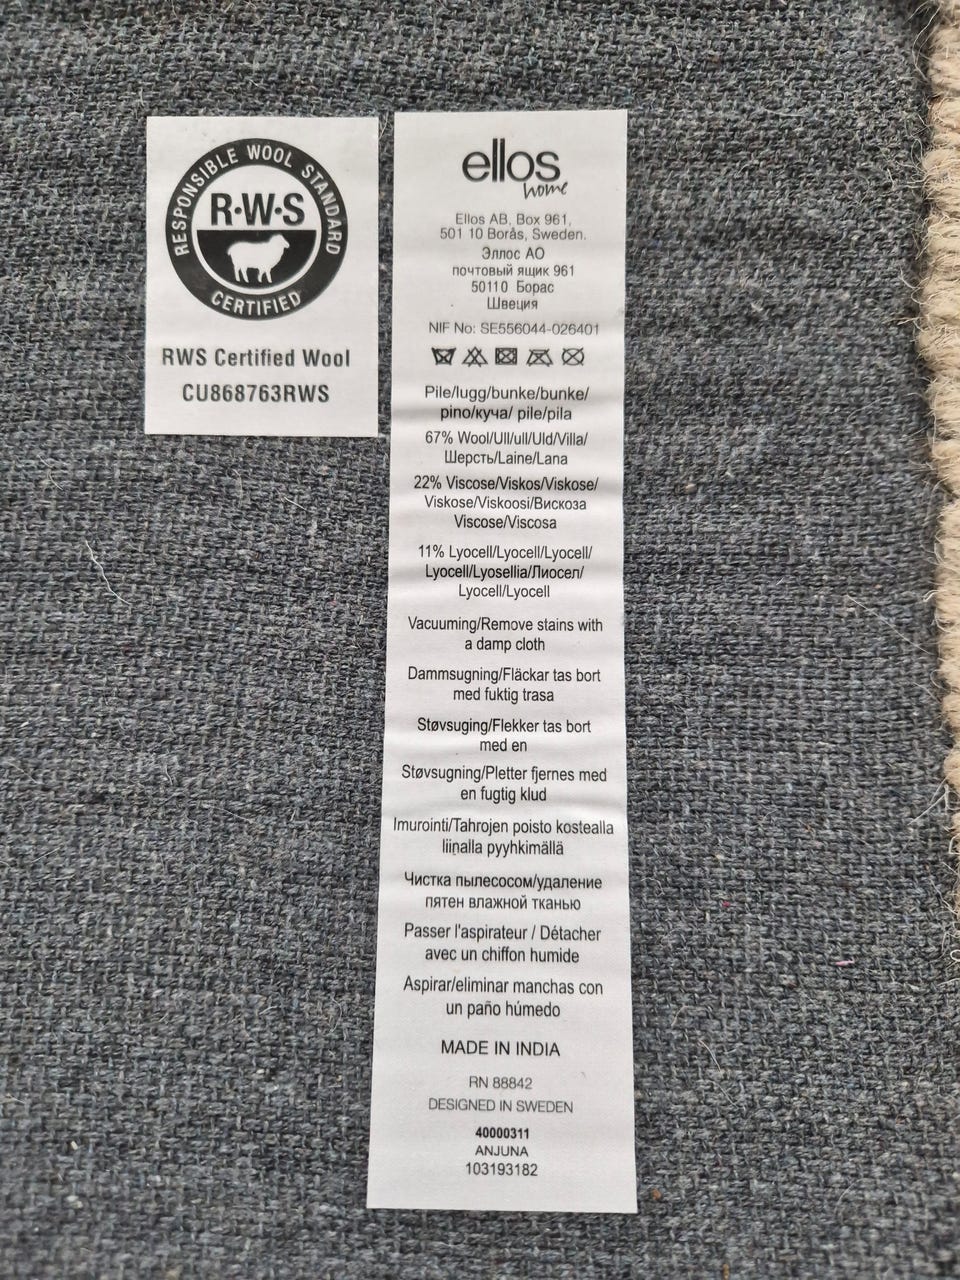 RESPONSIBLE WOOL STANDARD
R·W·S
CERTIFIED
RWS Certified Wool
CU868763RWS
ellos
home
Ellos AB, Box 961,
501 10 Borås, Sweden.
Эллос АО
почтовый ящик 961
50110 Борас
Швеция
NIF No: SE556044-026401
Pile/lugg/bunke/bunke/
pino/куча/ pile/pila
67% Wool/Ull/ull/Uld/Villa/
Шерсть/Laine/Lana
22% Viscose/Viskos/Viskose/
Viskose/Viskoosi/Вискоза
Viscose/Viscosa
11% Lyocell/Lyocell/Lyocell/
Lyocell/Lyosellia/Лиосел/
Lyocell/Lyocell
Vacuuming/Remove stains with
a damp cloth
Dammsugning/Fläckar tas bort
med fuktig trasa
Støvsuging/Flekker tas bort
med en
Støvsugning/Pletter fjernes med
en fugtig klud
Imurointi/Tahrojen poisto kostealla
liinalla pyyhkimällä
Чистка пылесосом/удаление
пятен влажной тканью
Passer l'aspirateur / Détacher
avec un chiffon humide
Aspirar/eliminar manchas con
un paño húmedo
MADE IN INDIA
RN 88842
DESIGNED IN SWEDEN
40000311
ANJUNA
103193182